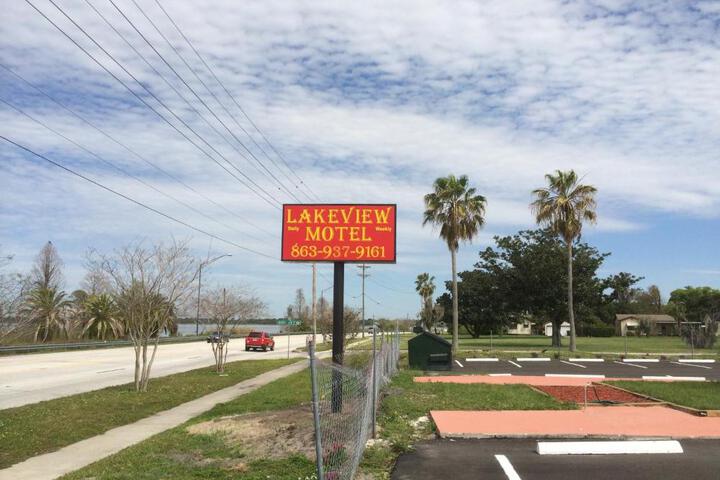 LAKEVIEW
Daily MOTEL Weekly
863-937-9161